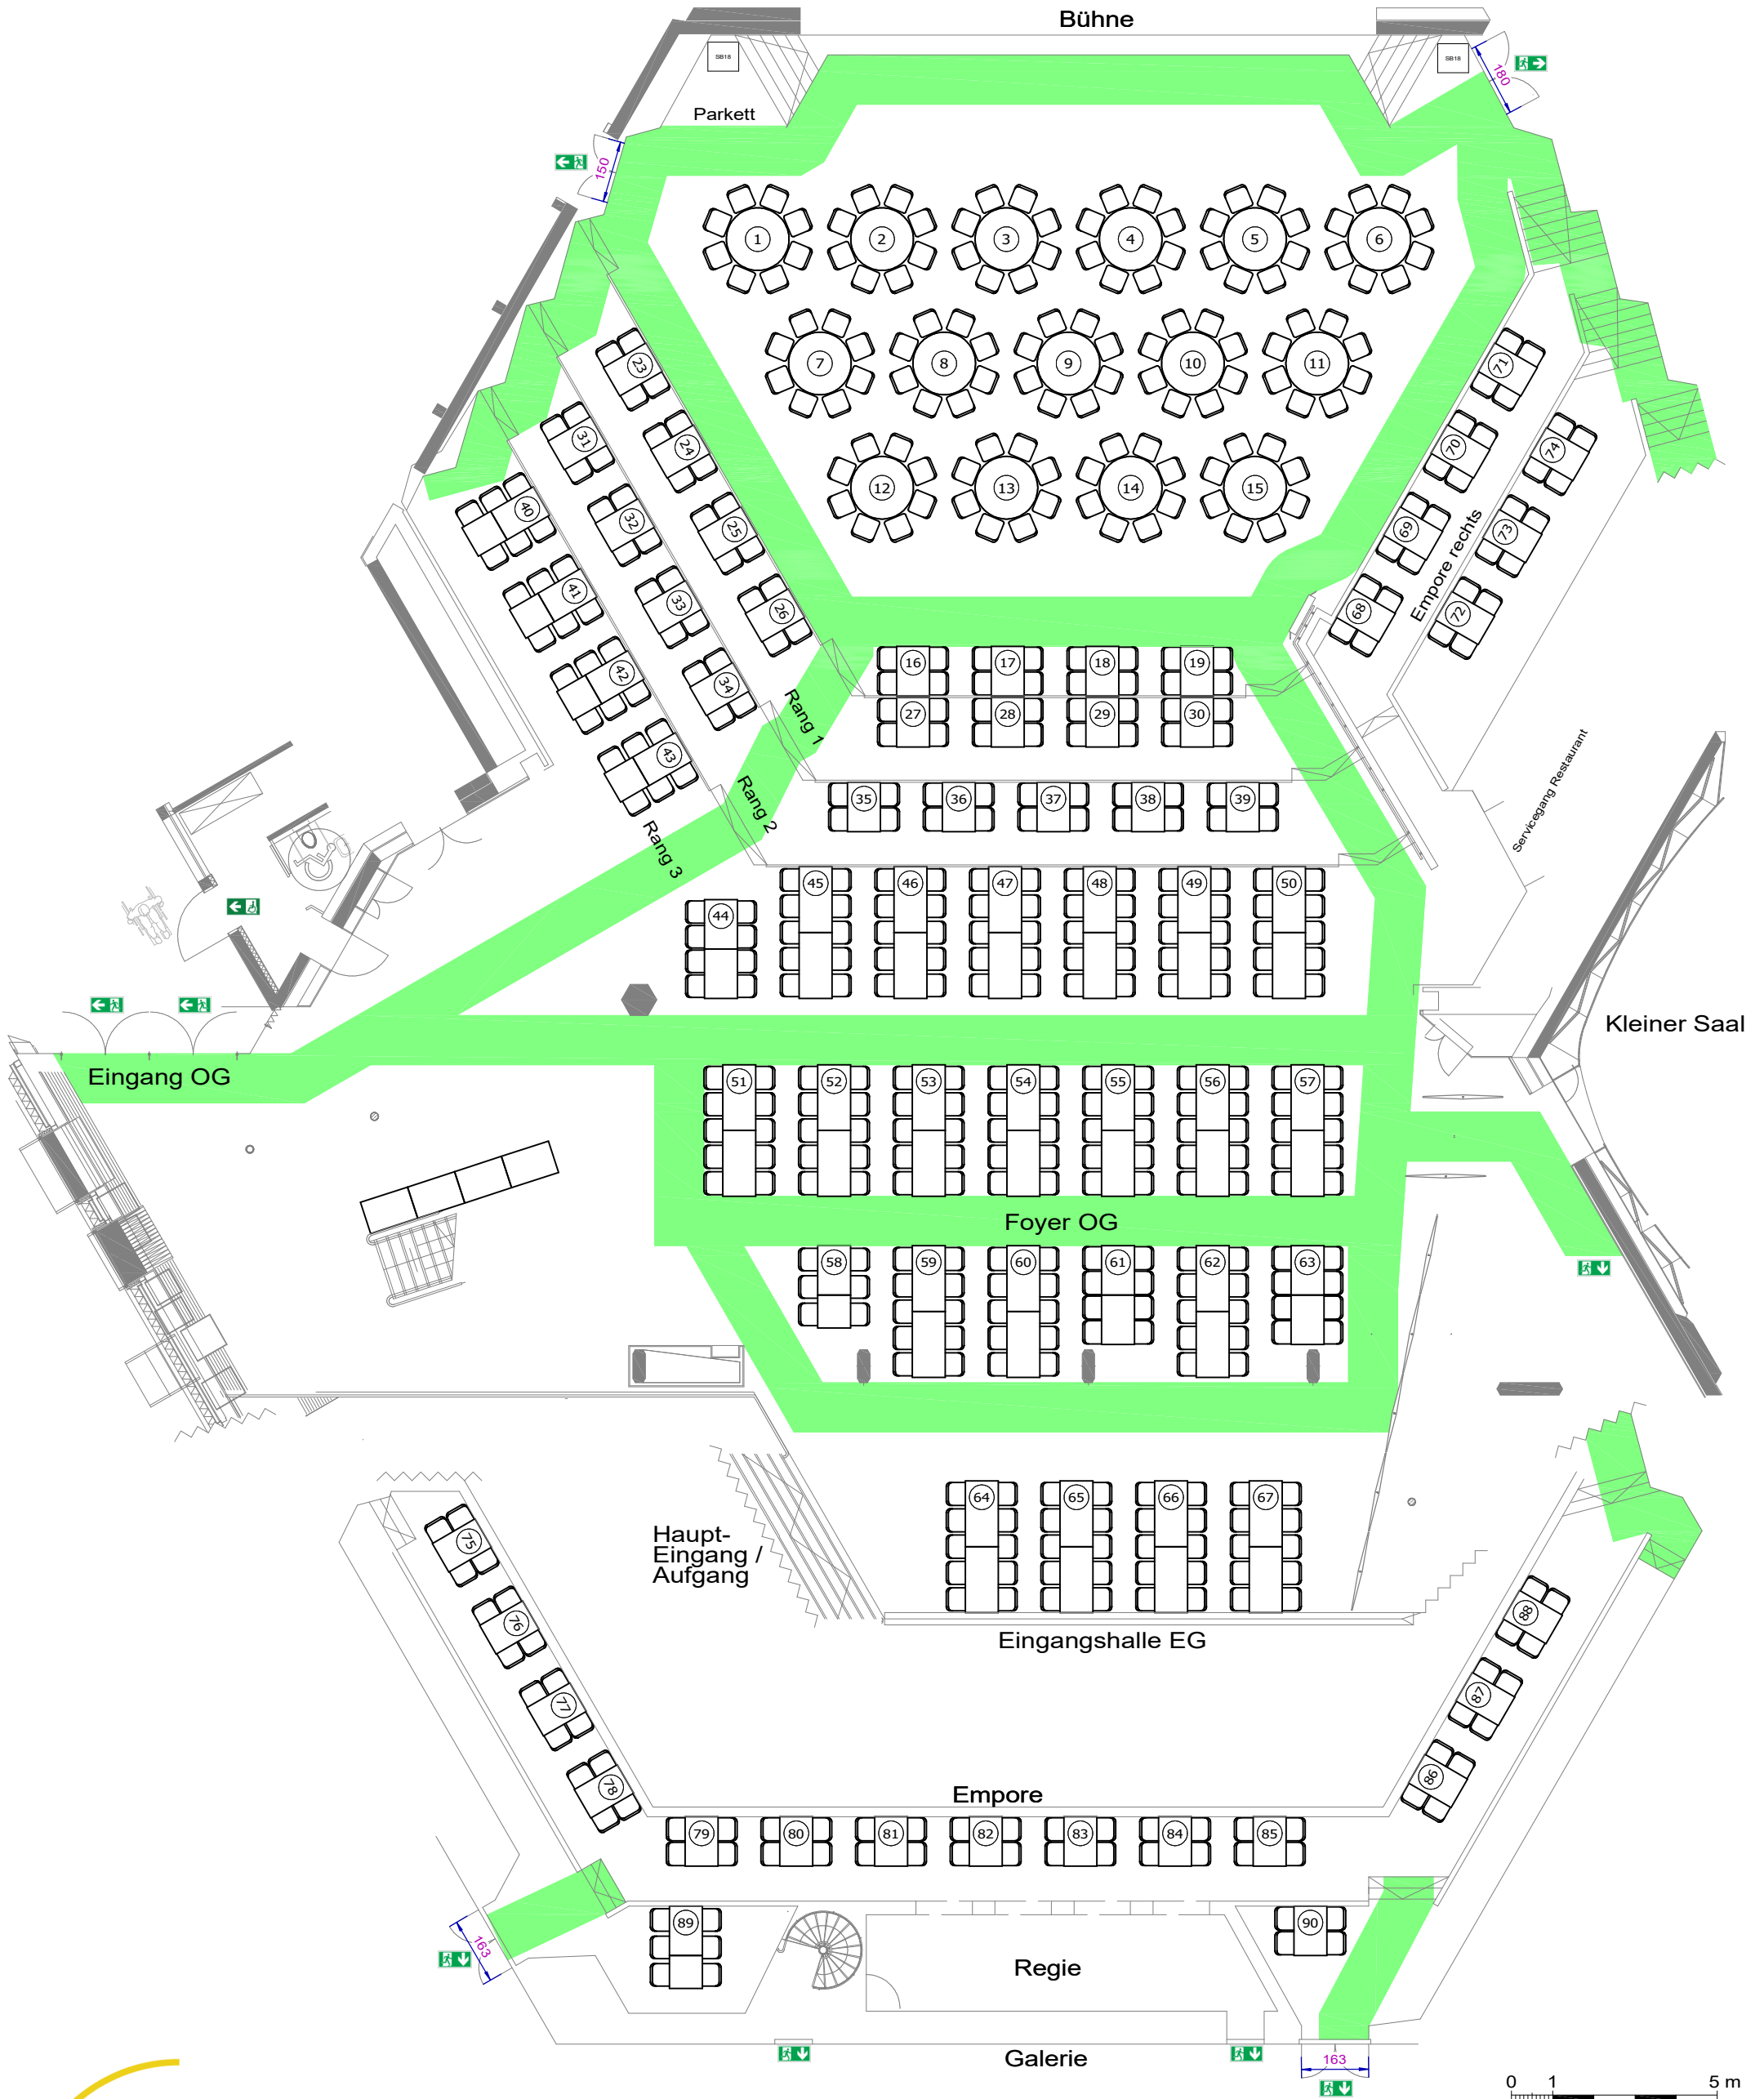 Bühne
SB18
SB18
180
Parkett
150
1 2 3 4 5 6
7 8 9 10 11
12 13 14 15
23
24
25
26
31
32
33
34
40
41
42
43
71
70
69
68
74
73
72
Empore rechts
16 17 18 19
27 28 29 30
Rang 1
Rang 2
Rang 3
Servicegang Restaurant
35 36 37 38 39
44 45 46 47 48 49 50
Kleiner Saal
Eingang OG
51 52 53 54 55 56 57
Foyer OG
58 59 60 61 62 63
64 65 66 67
Haupt-
Eingang /
Aufgang
Eingangshalle EG
75
76
77
78
88
87
86
Empore
79 80 81 82 83 84 85
89
90
163
Regie
Galerie
163
0 1 5 m